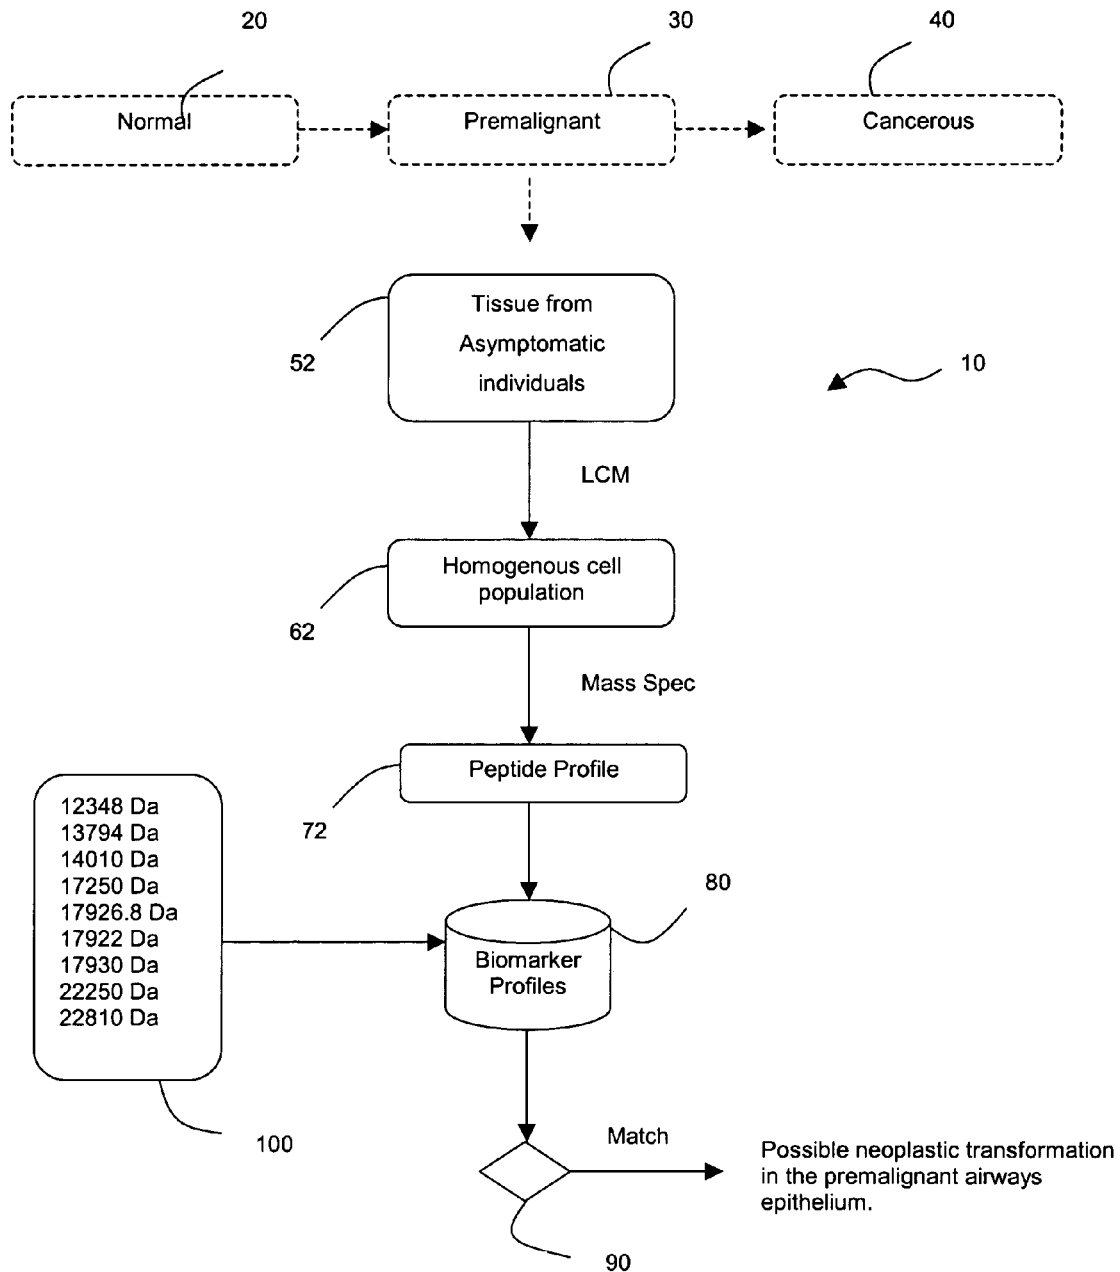 20
30
40
Normal
Premalignant
Cancerous
Tissue from
Asymptomatic
individuals
52
10
LCM
Homogenous cell
population
62
Mass Spec
Peptide Profile
72
12348 Da
13794 Da
14010 Da
17250 Da
17926.8 Da
17922 Da
17930 Da
22250 Da
22810 Da
80
Biomarker
Profiles
100
Match
Possible neoplastic transformation
in the premalignant airways
epithelium.
90